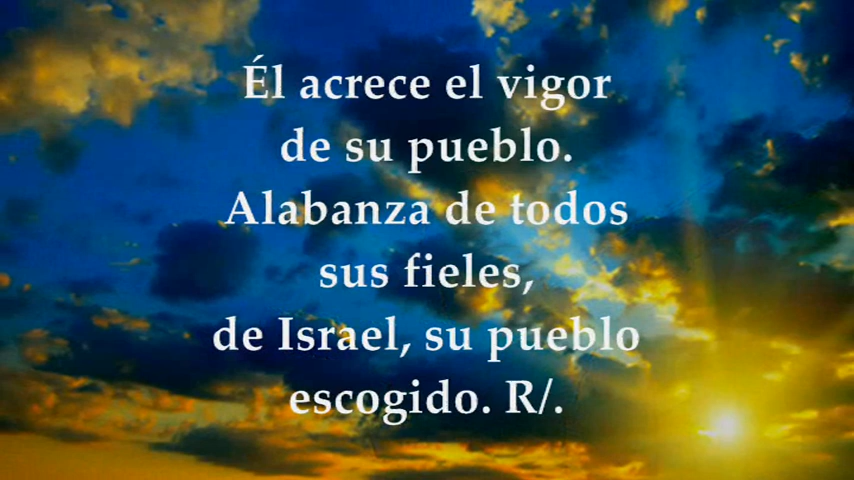 Él acrece el vigor
de su pueblo.
Alabanza de todos
sus fieles,
de Israel, su pueblo
escogido. R/.